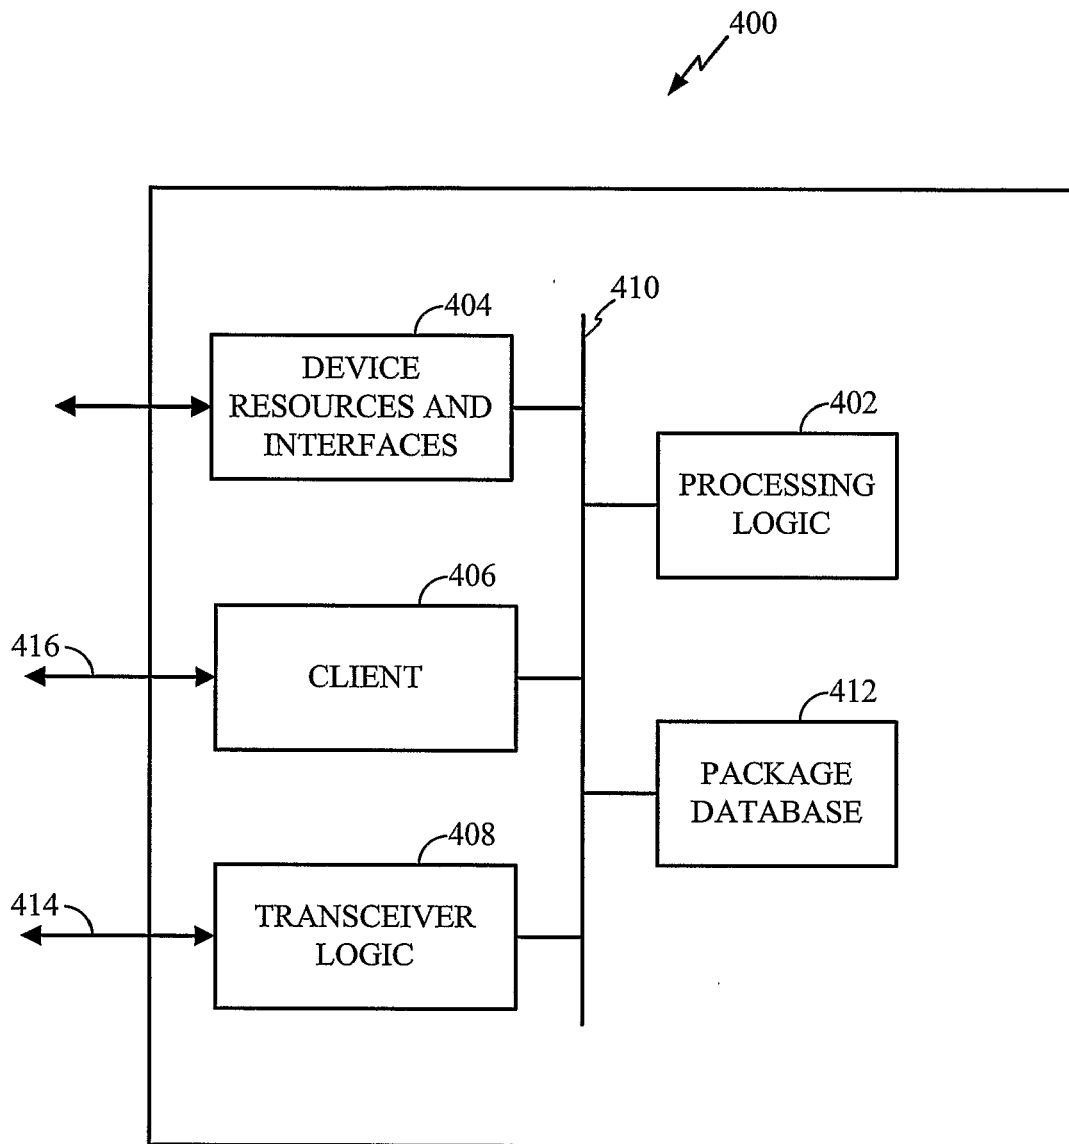 400
410
404
DEVICE
RESOURCES AND
INTERFACES
402
PROCESSING
LOGIC
406
416
CLIENT
412
PACKAGE
DATABASE
408
414
TRANSCEIVER
LOGIC